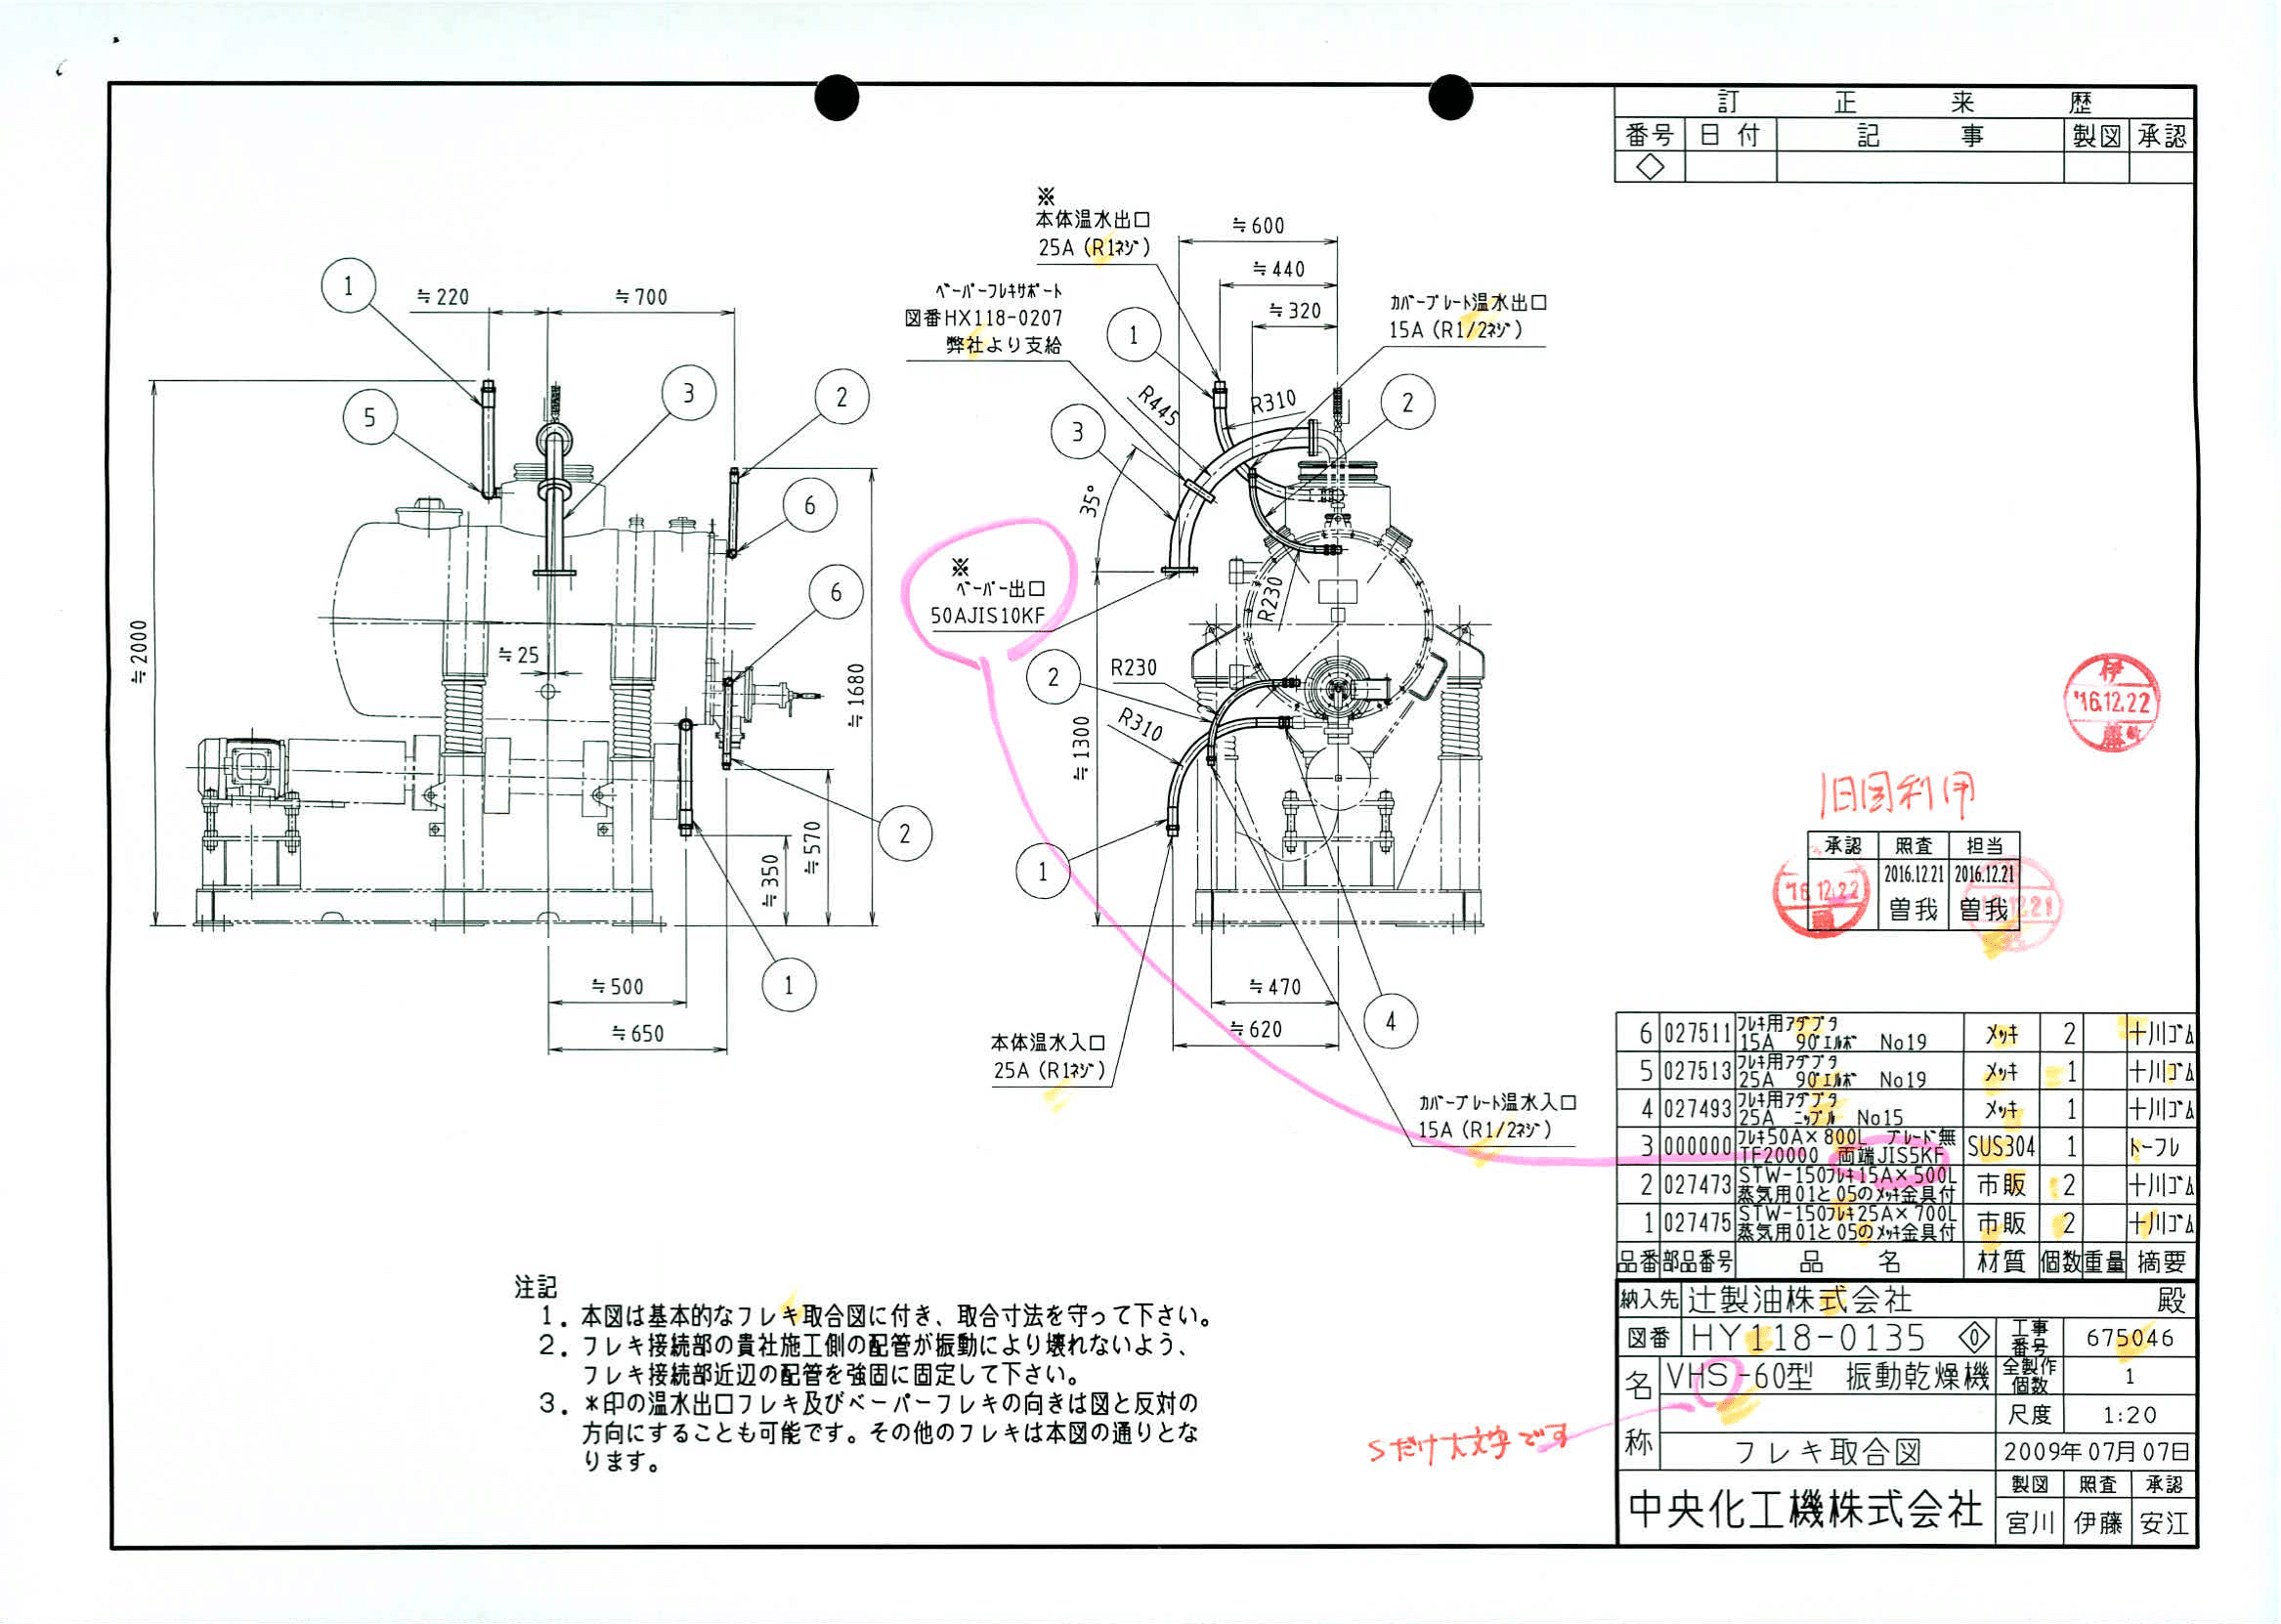 訂正来歴
番号 日付 記事 製図 承認
※
本体温水出口
25A (R1ネジ)
≒600
≒440
≒320
ベーパーフレキサポート
図番HX118-0207
弊社より支給
カバープレート温水出口
15A (R1/2ネジ)
1
≒220
≒700
1
3
2
5
R445
R310
2
3
6
35°
※
ベーパー出口
50AJIS10KF
6
R230
≒2000
≒25
≒1680
2
R230
R310
≒1300
伊
'16.12.22
藤
旧図利用
承認 照査 担当
'16.12.22
2016.12.21 2016.12.21
曽我 曽我
2
≒570
≒350
1
1
≒500
≒650
≒470
≒620
4
本体温水入口
25A (R1ネジ)
カバープレート温水入口
15A (R1/2ネジ)
6 027511 フレキ用アダプタ
15A 90°エルボ No19 メッキ 2 十川ゴム
5 027513 フレキ用アダプタ
25A 90°エルボ No19 メッキ 1 十川ゴム
4 027493 フレキ用アダプタ
25A ニップル No15 メッキ 1 十川ゴム
3 000000 フレキ50A×800L ブレード無
TF20000 両端JIS5KF SUS304 1 トーフレ
2 027473 STW-150フレキ15A×500L
蒸気用01と05のメッキ金具付 市販 2 十川ゴム
1 027475 STW-150フレキ25A×700L
蒸気用01と05のメッキ金具付 市販 2 十川ゴム
品番 部品番号 品名 材質 個数 重量 摘要
注記
1. 本図は基本的なフレキ取合図に付き、取合寸法を守って下さい。
2. フレキ接続部の貴社施工側の配管が振動により壊れないよう、
フレキ接続部近辺の配管を強固に固定して下さい。
3. *印の温水出口フレキ及びベーパーフレキの向きは図と反対の
方向にすることも可能です。その他のフレキは本図の通りとな
ります。
納入先 辻製油株式会社 殿
図番 HY118-0135 0 工事番号 675046
名称 VHS-60型 振動乾燥機 全製作個数 1
尺度 1:20
フレキ取合図 2009年07月07日
Sだけ大文字です
中央化工機株式会社
製図 照査 承認
宮川 伊藤 安江